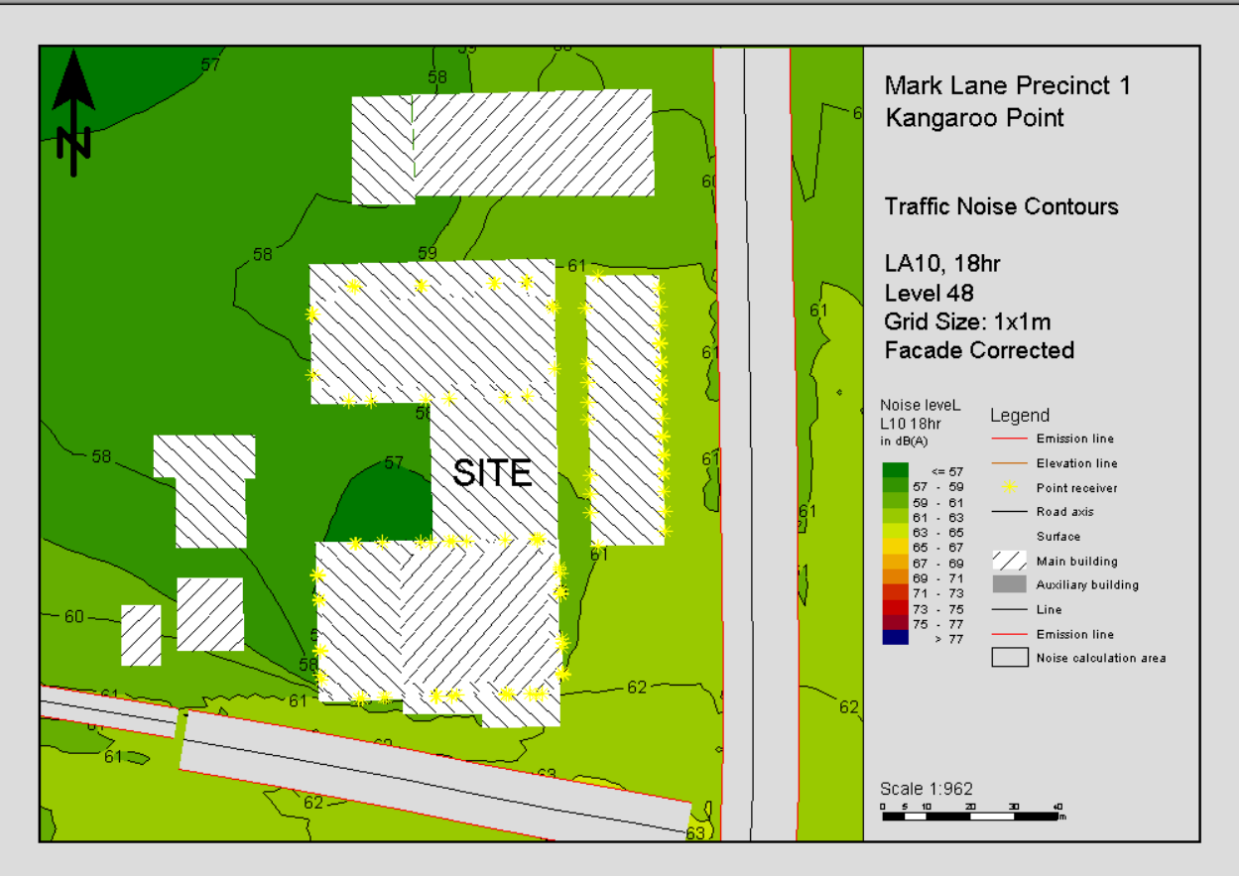 57
59
58
N
58
59
60
61
61
61
58
57
SITE
58
61
61
61
60
58
61
61
62
62
61
62
63
63
Mark Lane Precinct 1
Kangaroo Point
Traffic Noise Contours
LA10, 18hr
Level 48
Grid Size: 1x1m
Facade Corrected
Noise leveL
L10 18hr
in dB(A)
<= 57
57 - 59
59 - 61
61 - 63
63 - 65
65 - 67
67 - 69
69 - 71
71 - 73
73 - 75
75 - 77
> 77
Legend
Emission line
Elevation line
Point receiver
Road axis
Surface
Main building
Auxiliary building
Line
Emission line
Noise calculation area
Scale 1:962
0 5 10 20 30 40
m